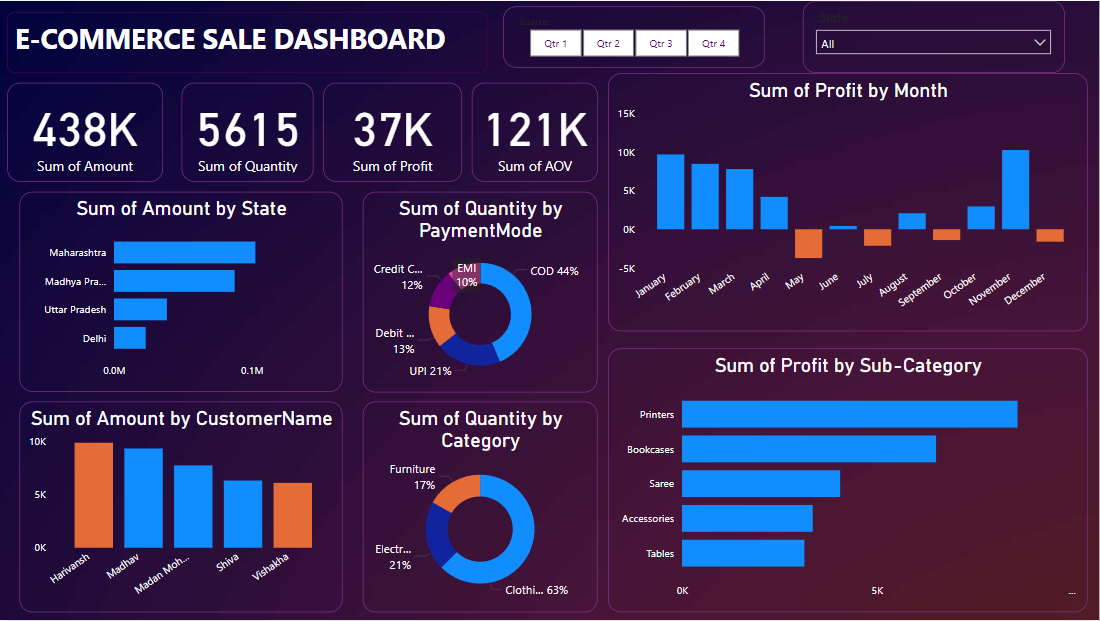 E-COMMERCE SALE DASHBOARD
Quarter
Qtr 1
Qtr 2
Qtr 3
Qtr 4
State
All
438K
Sum of Amount
5615
Sum of Quantity
37K
Sum of Profit
121K
Sum of AOV
Sum of Profit by Month
15K
10K
5K
0K
-5K
January
February
March
April
May
June
July
August
September
October
November
December
Sum of Amount by State
Maharashtra
Madhya Pra...
Uttar Pradesh
Delhi
0.0M
0.1M
Sum of Quantity by
PaymentMode
COD 44%
UPI 21%
Debit ...
13%
Credit C...
12%
EMI
10%
Sum of Profit by Sub-Category
Printers
Bookcases
Saree
Accessories
Tables
0K
5K
...
Sum of Amount by CustomerName
10K
5K
0K
Harivansh
Madhav
Madan Moh...
Shiva
Vishakha
Sum of Quantity by
Category
Furniture
17%
Electr...
21%
Clothi... 63%